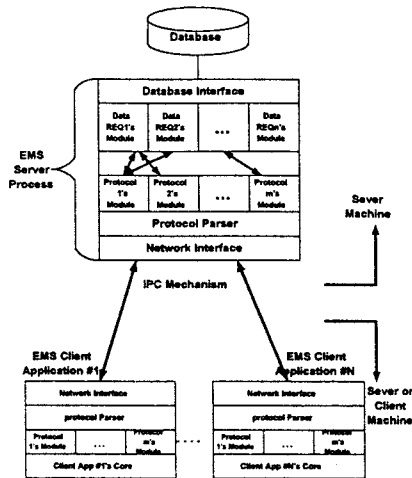 Database
Database Interface
Data
REQ1's
Module
Data
REQ2's
Module
...
Data
REQn's
Module
EMS
Server
Process
Protocol
1's
Module
Protocol
2's
Module
...
Protocol
m's
Module
Protocol Parser
Network Interface
Sever
Machine
IPC Mechanism
EMS Client
Application #1
EMS Client
Application #N
Network Interface
protocol Parser
Protocol
1's Module
...
Protocor
m's
Module
Client App #1's Core
....
Network Interface
protocol Parser
Protocol
1's Module
...
Protocol
m's
Module
Client App #N's Core
Sever or
Client
Machine